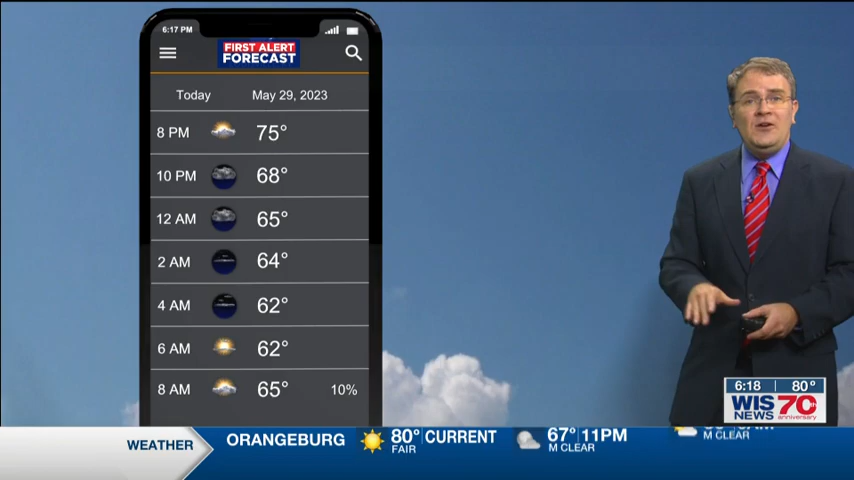 6:17 PM
FIRST ALERT
FORECAST
Today May 29, 2023
8 PM 75°
10 PM 68°
12 AM 65°
2 AM 64°
4 AM 62°
6 AM 62°
8 AM 65° 10%
6:18 80°
WIS 70th
NEWS anniversary
WEATHER ORANGEBURG 80° CURRENT 67° 11PM
FAIR M CLEAR M CLEAR